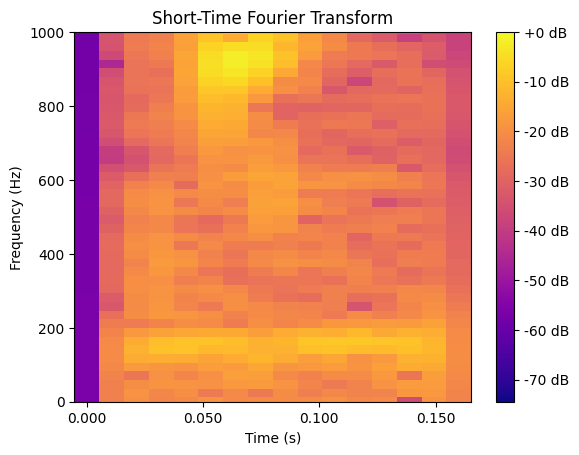 Short-Time Fourier Transform
Frequency (Hz)
1000
800
600
400
200
0
0.000
0.050
0.100
0.150
Time (s)
+0 dB
-10 dB
-20 dB
-30 dB
-40 dB
-50 dB
-60 dB
-70 dB